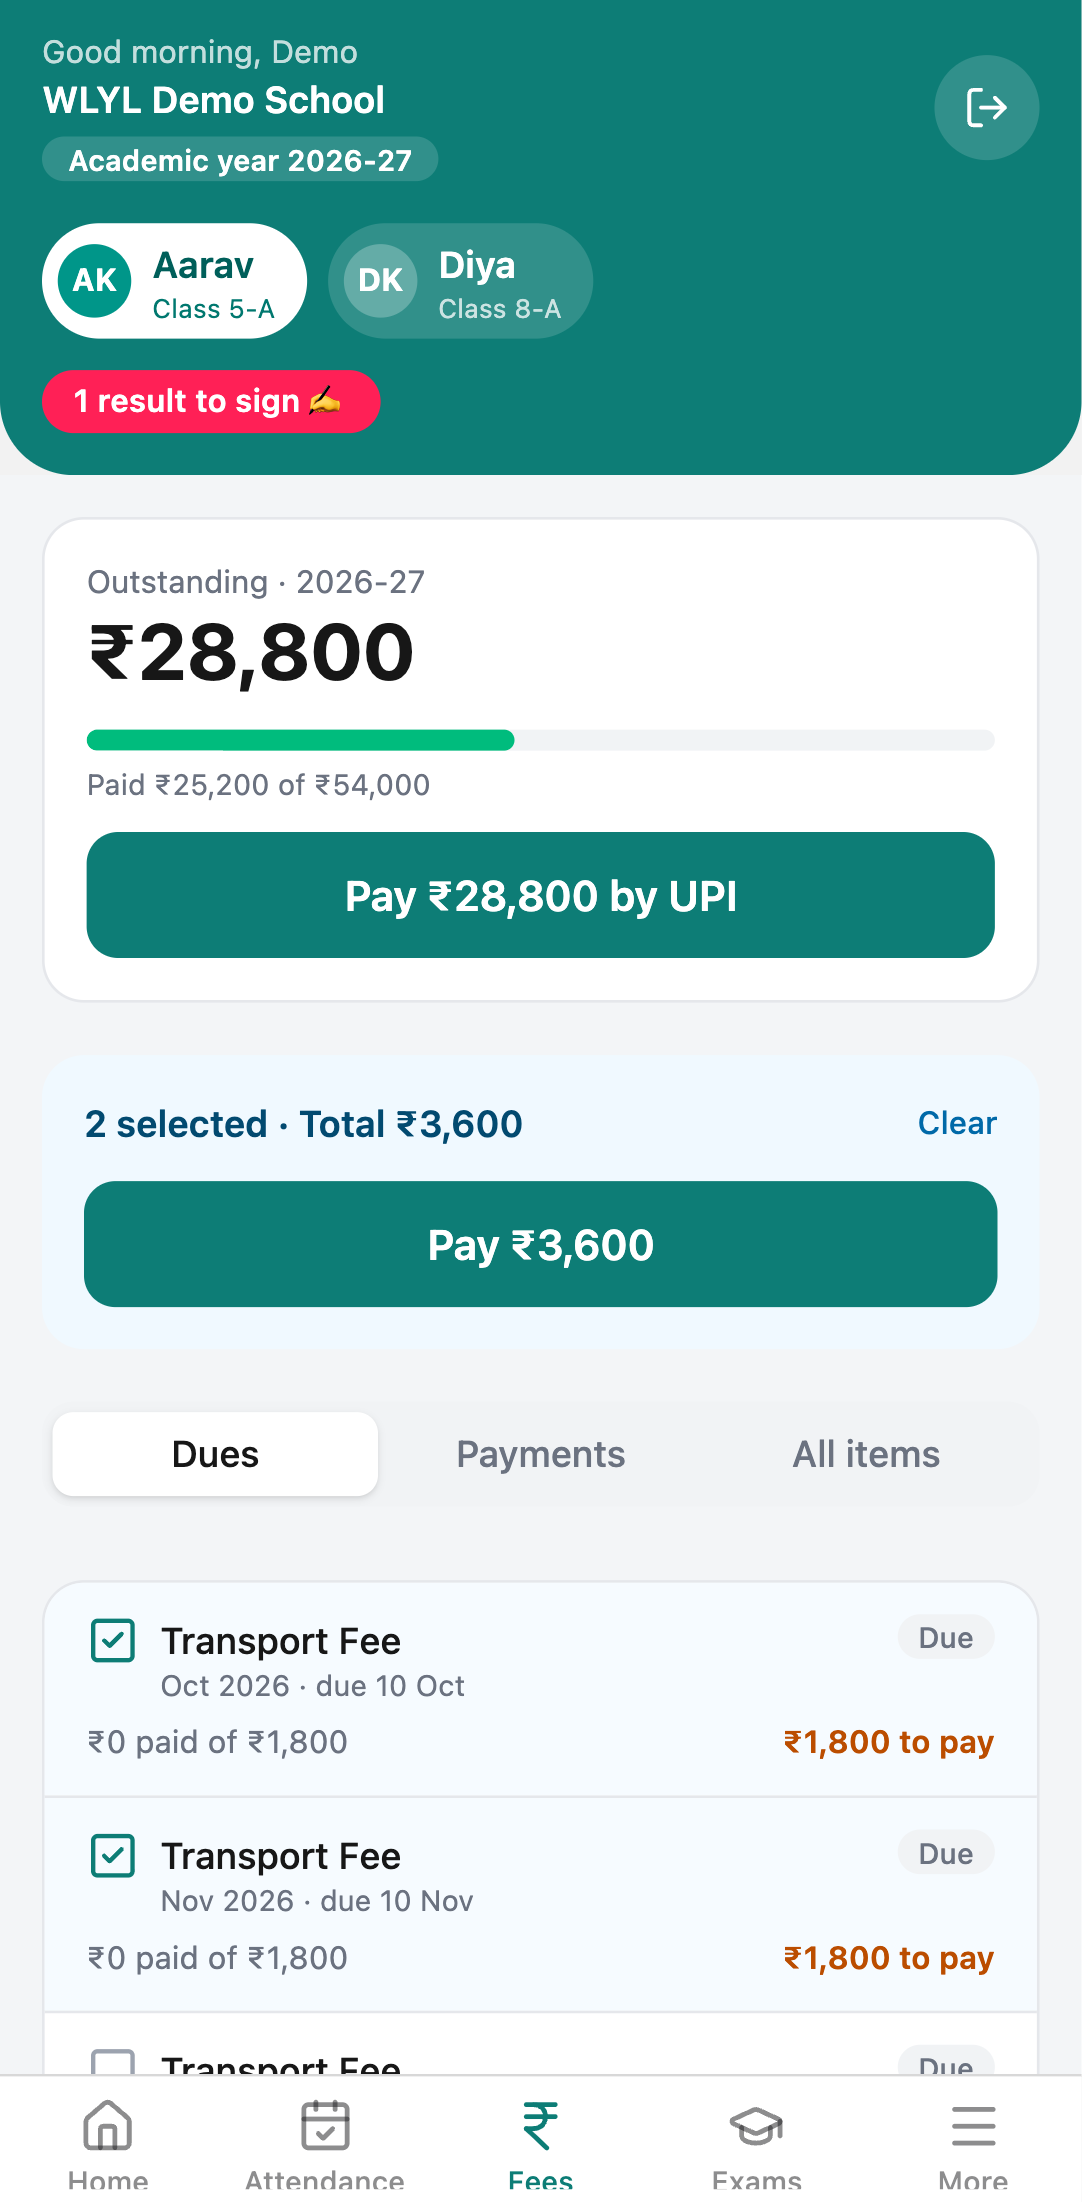 Good morning, Demo
WLYL Demo School
Academic year 2026-27
AK
Aarav
Class 5-A
DK
Diya
Class 8-A
1 result to sign ✍️
Outstanding · 2026-27
₹28,800
Paid ₹25,200 of ₹54,000
Pay ₹28,800 by UPI
2 selected · Total ₹3,600
Clear
Pay ₹3,600
Dues
Payments
All items
Transport Fee
Due
Oct 2026 · due 10 Oct
₹0 paid of ₹1,800
₹1,800 to pay
Transport Fee
Due
Nov 2026 · due 10 Nov
₹0 paid of ₹1,800
₹1,800 to pay
Transport Fee
Due
Home
Attendance
Fees
Exams
More